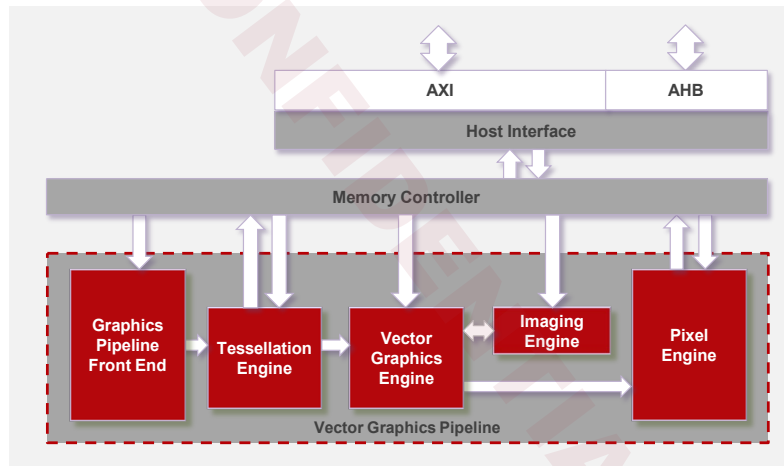 AXI
AHB
Host Interface
Memory Controller
Graphics
Pipeline
Front End
Tessellation
Engine
Vector
Graphics
Engine
Imaging
Engine
Pixel
Engine
Vector Graphics Pipeline
CONFIDENTIAL